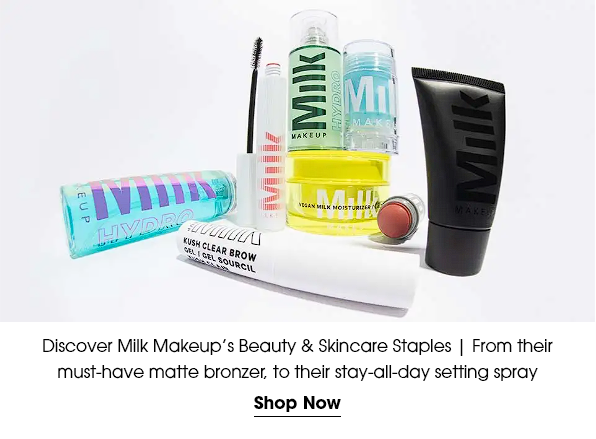 Milk
HYDRO
MAKEUP
Milk
MAKE
Milk
MAKEUP
Milk
VEGAN MILK MOISTURIZER
Milk
Milk
HYDRO
KUSH CLEAR BROW
GEL / GEL SOURCIL
Discover Milk Makeup's Beauty & Skincare Staples | From their
must-have matte bronzer, to their stay-all-day setting spray
Shop Now